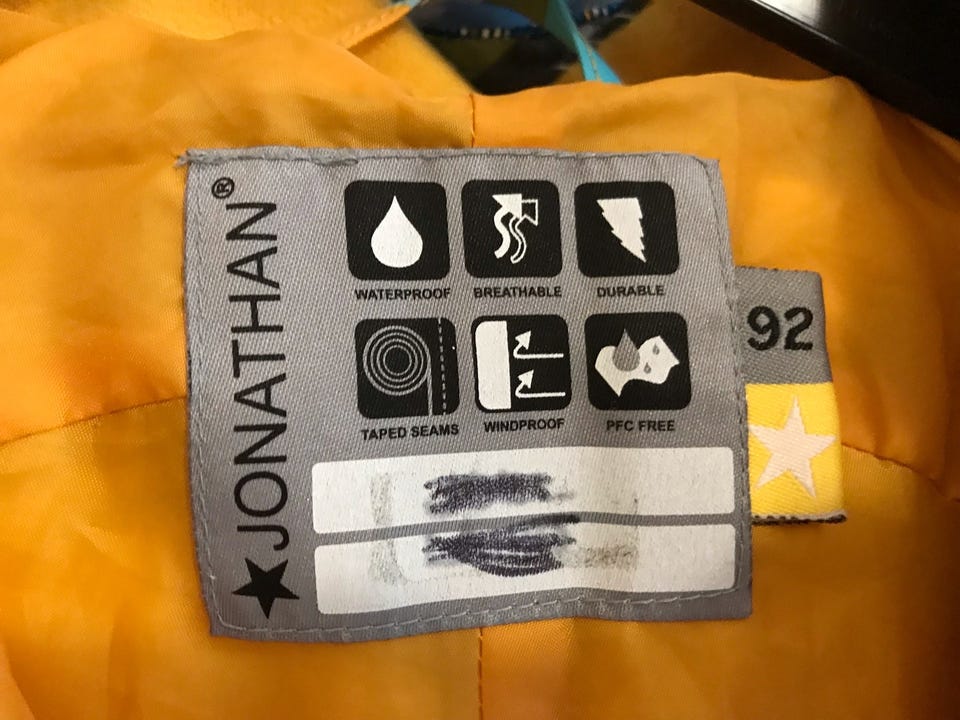 JONATHAN®
WATERPROOF BREATHABLE DURABLE
TAPED SEAMS WINDPROOF PFC FREE
92